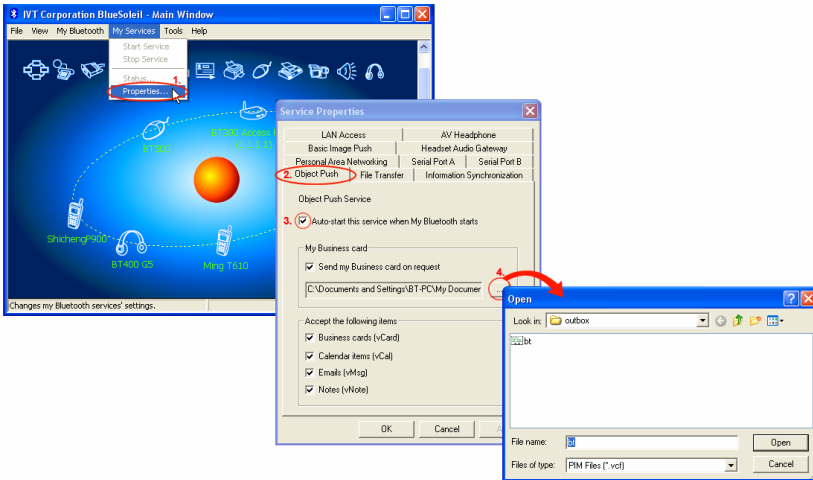 IVT Corporation BlueSoleil - Main Window
File View My Bluetooth My Services Tools Help
Start Service
Stop Service
Status...
1.
Properties...
BT300 Access
ShichengP900
BT400 G5
Ming T610
Changes my Bluetooth services' settings.
Service Properties
LAN Access AV Headphone
Basic Image Push Headset Audio Gateway
Personal Area Networking Serial Port A Serial Port B
2. Object Push File Transfer Information Synchronization
Object Push Service
3. Auto-start this service when My Bluetooth starts
My Business card
Send my Business card on request
4.
C:\Documents and Settings\BT-PC\My Documer ...
Accept the following items
Business cards (vCard)
Calendar items (vCal)
Emails (vMsg)
Notes (vNote)
OK Cancel A
Open
Look in: outbox
bt
File name: bt Open
Files of type: PIM Files (*.vcf) Cancel